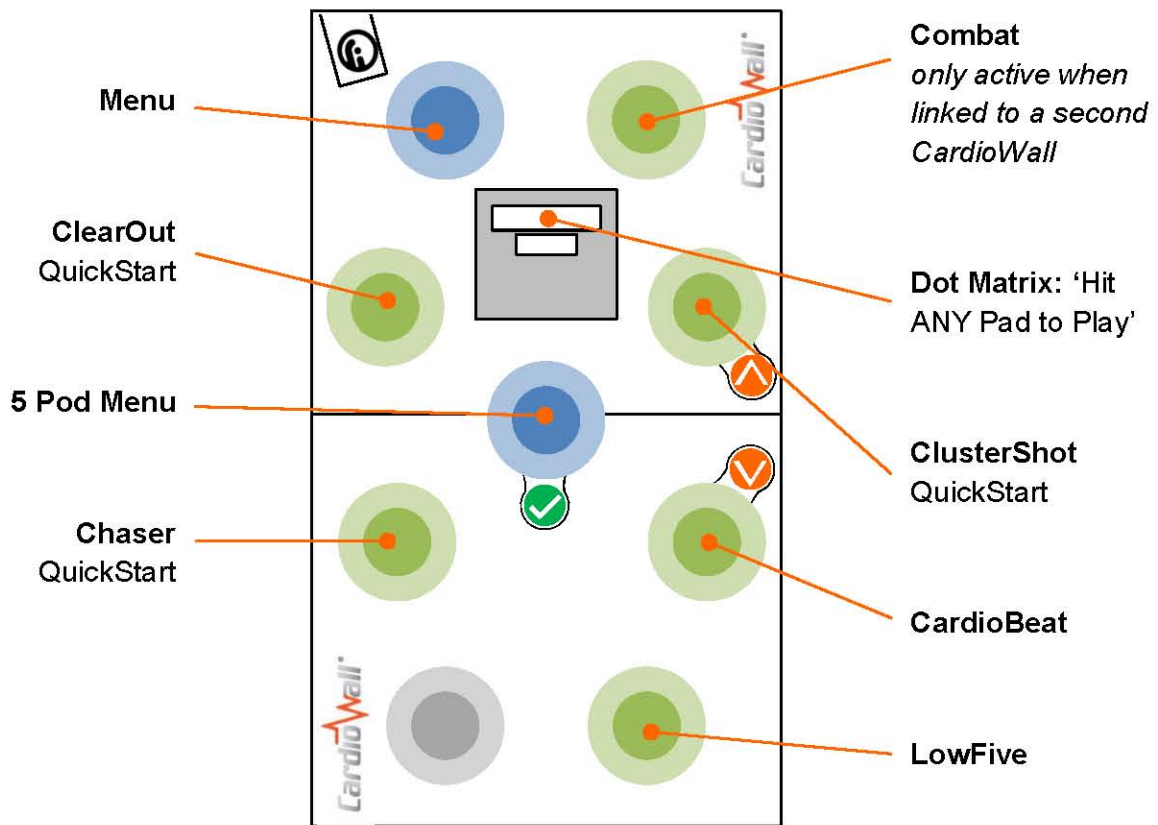 Menu
ClearOut
QuickStart
5 Pod Menu
Chaser
QuickStart
CardioWall®
Combat
only active when
linked to a second
CardioWall
Dot Matrix: ‘Hit
ANY Pad to Play’
ClusterShot
QuickStart
CardioBeat
LowFive
CardioWall®